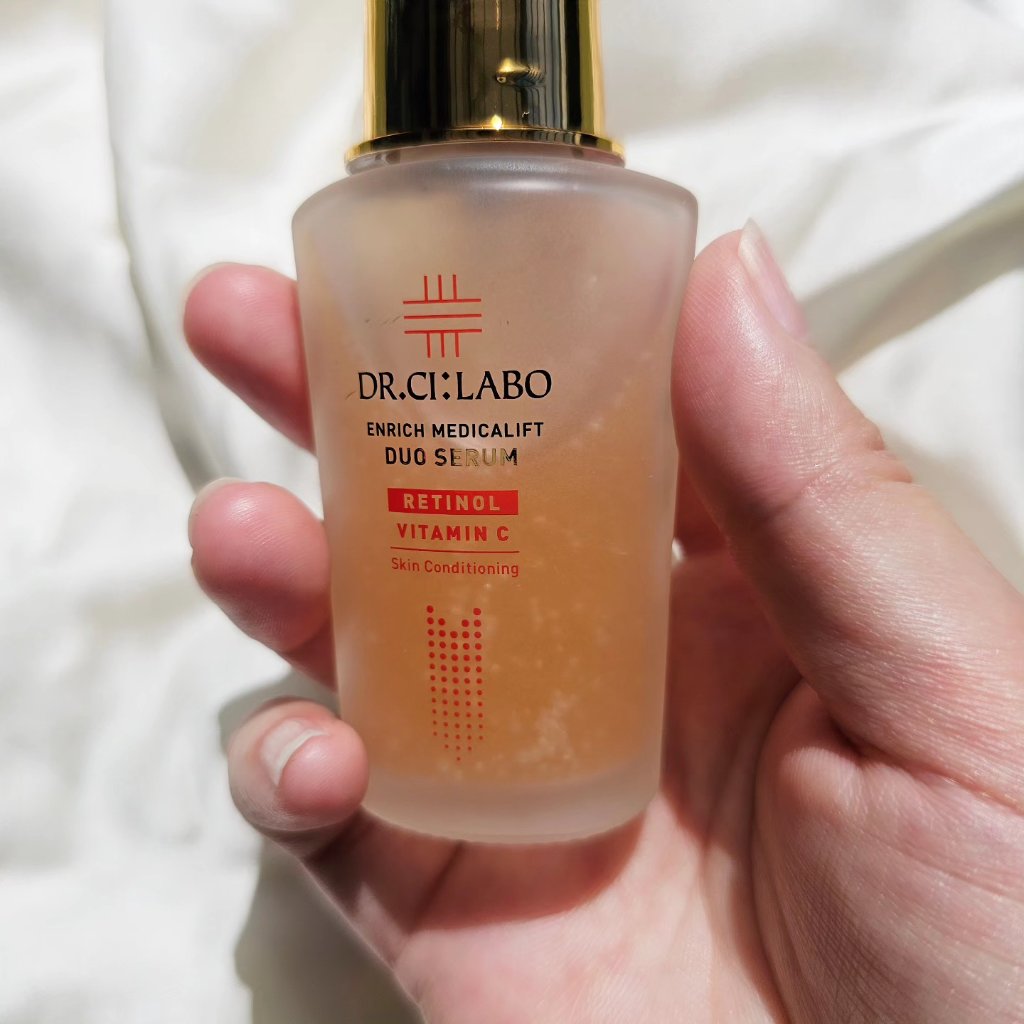 DR.CI:LABO
ENRICH MEDICALIFT
DUO SERUM
RETINOL
VITAMIN C
Skin Conditioning